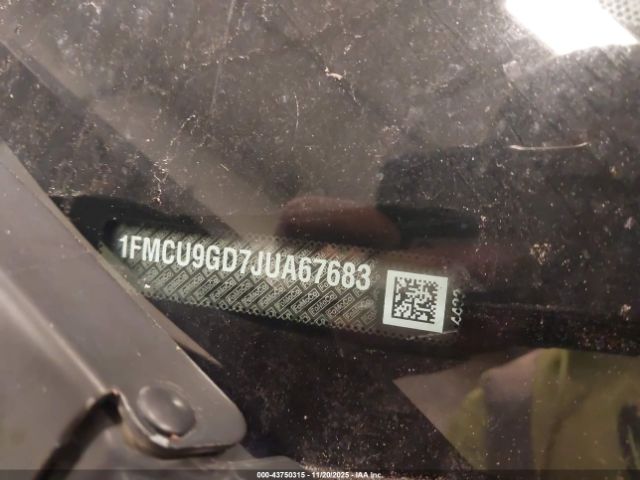 1FMCU9GD7JUA67683
000-43750315 - 11/20/2025 - IAA Inc.